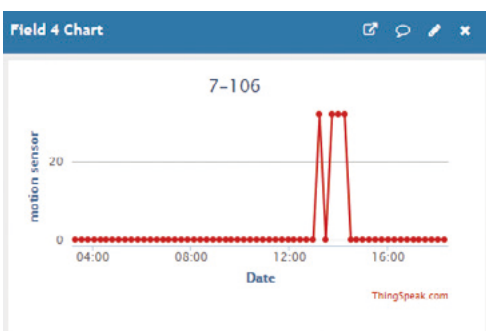 Field 4 Chart
7-106
motion sensor
20
0
04:00 08:00 12:00 16:00
Date
ThingSpeak.com